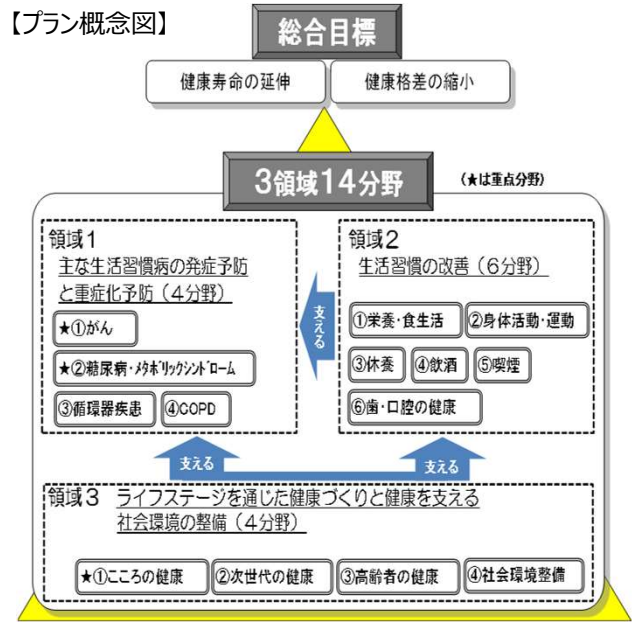 【プラン概念図】
総合目標
健康寿命の延伸
健康格差の縮小
3領域14分野
(★は重点分野)
領域1
主な生活習慣病の発症予防
と重症化予防(4分野)
★①がん
★②糖尿病・メタボリックシンドローム
③循環器疾患
④COPD
支える
領域2
生活習慣の改善(6分野)
①栄養・食生活
②身体活動・運動
③休養
④飲酒
⑤喫煙
⑥歯・口腔の健康
支える
支える
領域3 ライフステージを通じた健康づくりと健康を支える
社会環境の整備(4分野)
★①こころの健康
②次世代の健康
③高齢者の健康
④社会環境整備